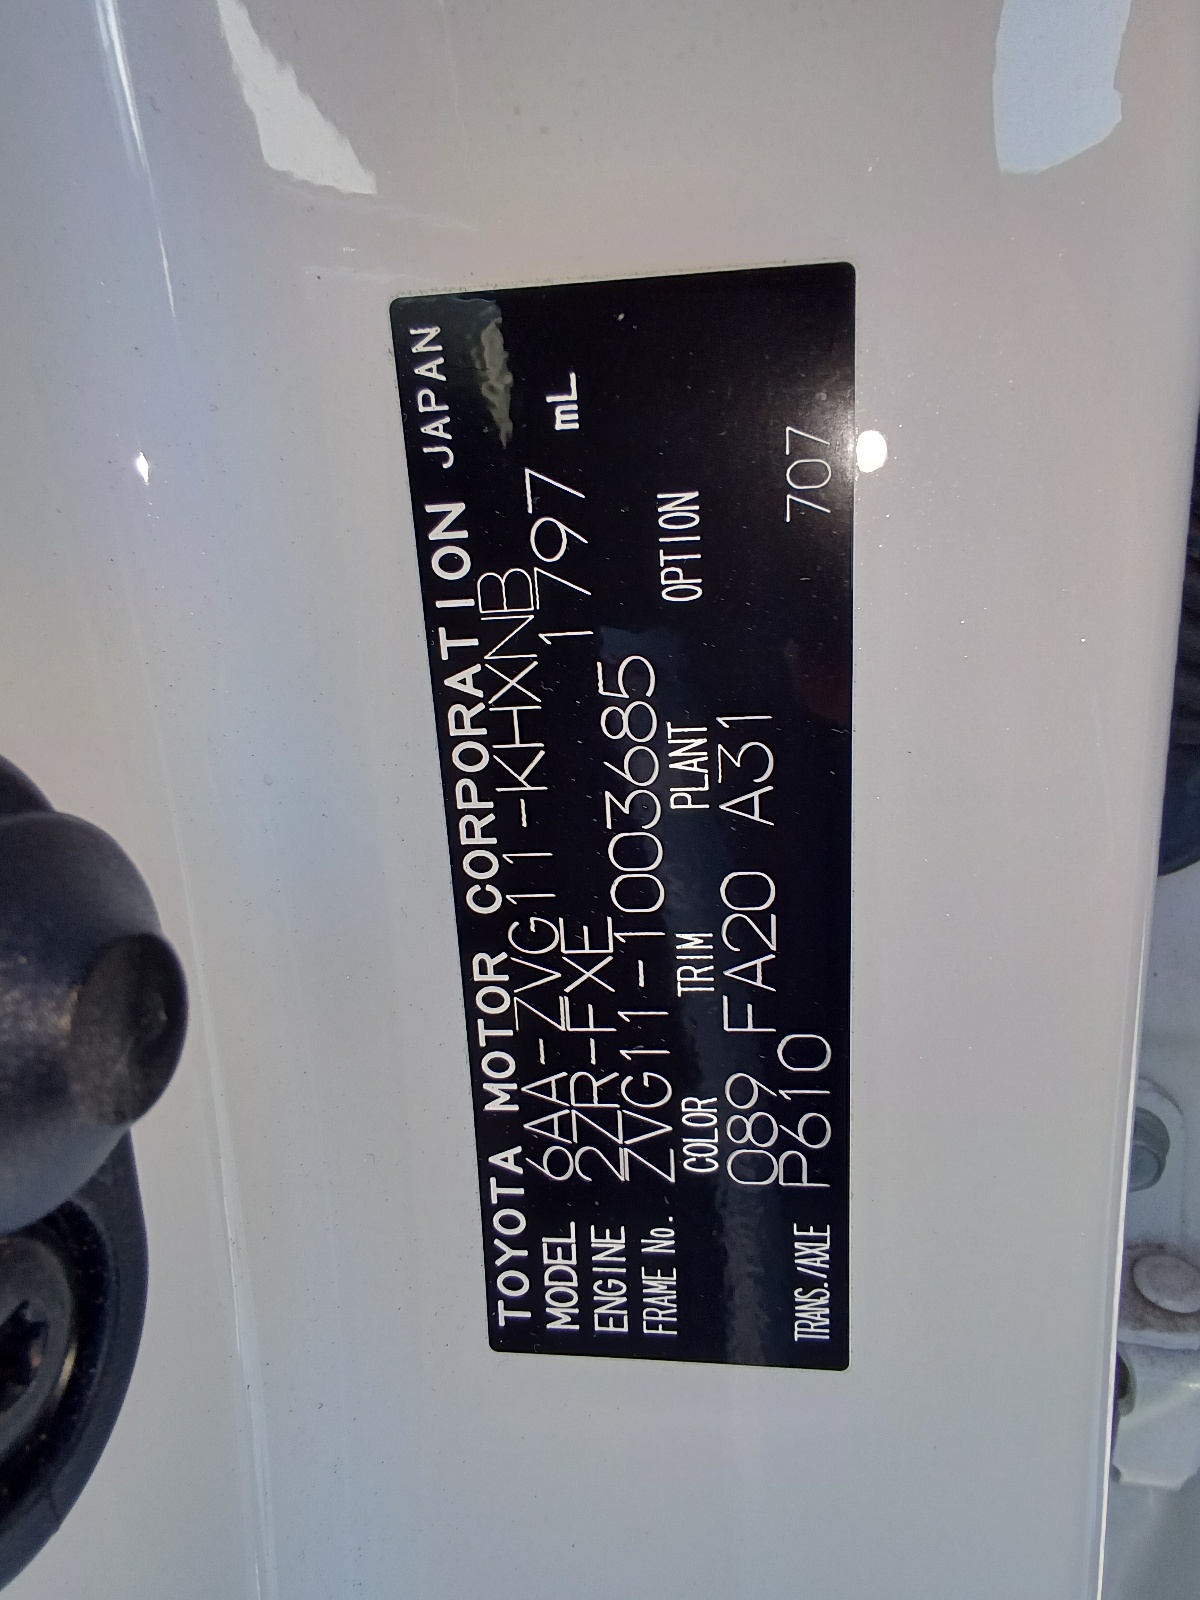 TOYOTA MOTOR CORPORATION JAPAN
MODEL 6AA-ZVG11-KHXNB
ENGINE 2ZR-FXE 1797 mL
FRAME No. ZVG11-1003685
COLOR TRIM PLANT OPTION
089 FA20 A31
TRANS./AXLE P610 707